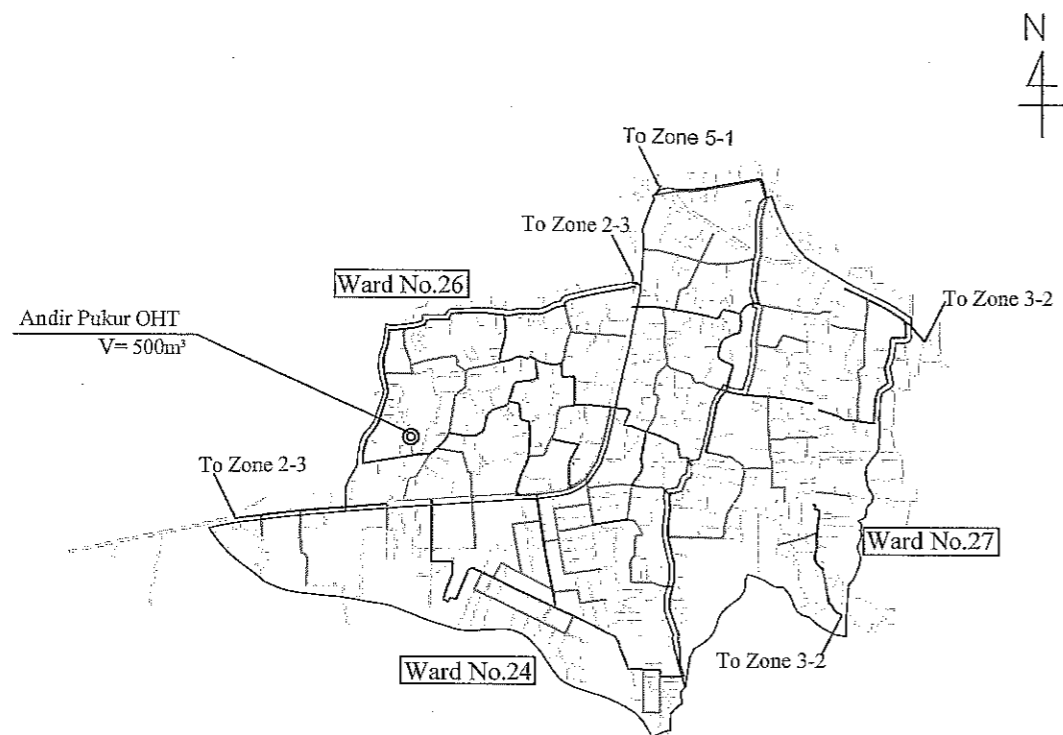 N
To Zone 5-1
To Zone 2-3
Ward No.26
To Zone 3-2
Andir Pukur OHT
V= 500m³
To Zone 2-3
Ward No.27
To Zone 3-2
Ward No.24